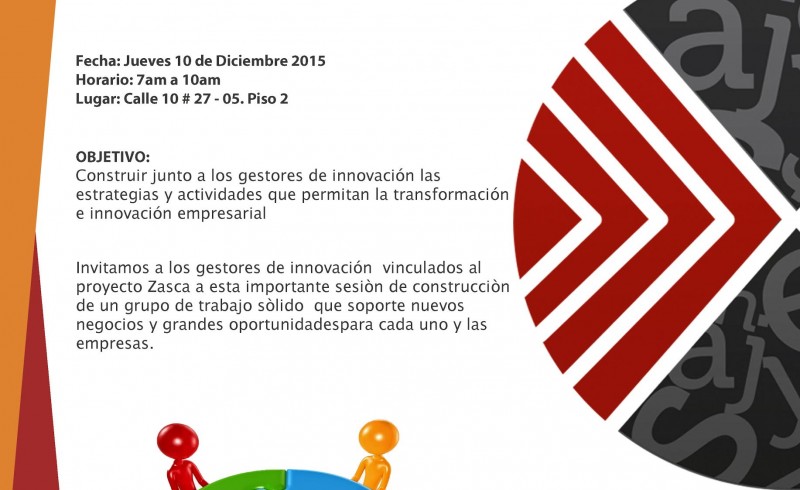 Fecha: Jueves 10 de Diciembre 2015
Horario: 7am a 10am
Lugar: Calle 10 # 27 - 05. Piso 2
OBJETIVO:
Construir junto a los gestores de innovación las
estrategias y actividades que permitan la transformación
e innovación empresarial
Invitamos a los gestores de innovación vinculados al
proyecto Zasca a esta importante sesiòn de construcciòn
de un grupo de trabajo sòlido que soporte nuevos
negocios y grandes oportunidadespara cada uno y las
empresas.